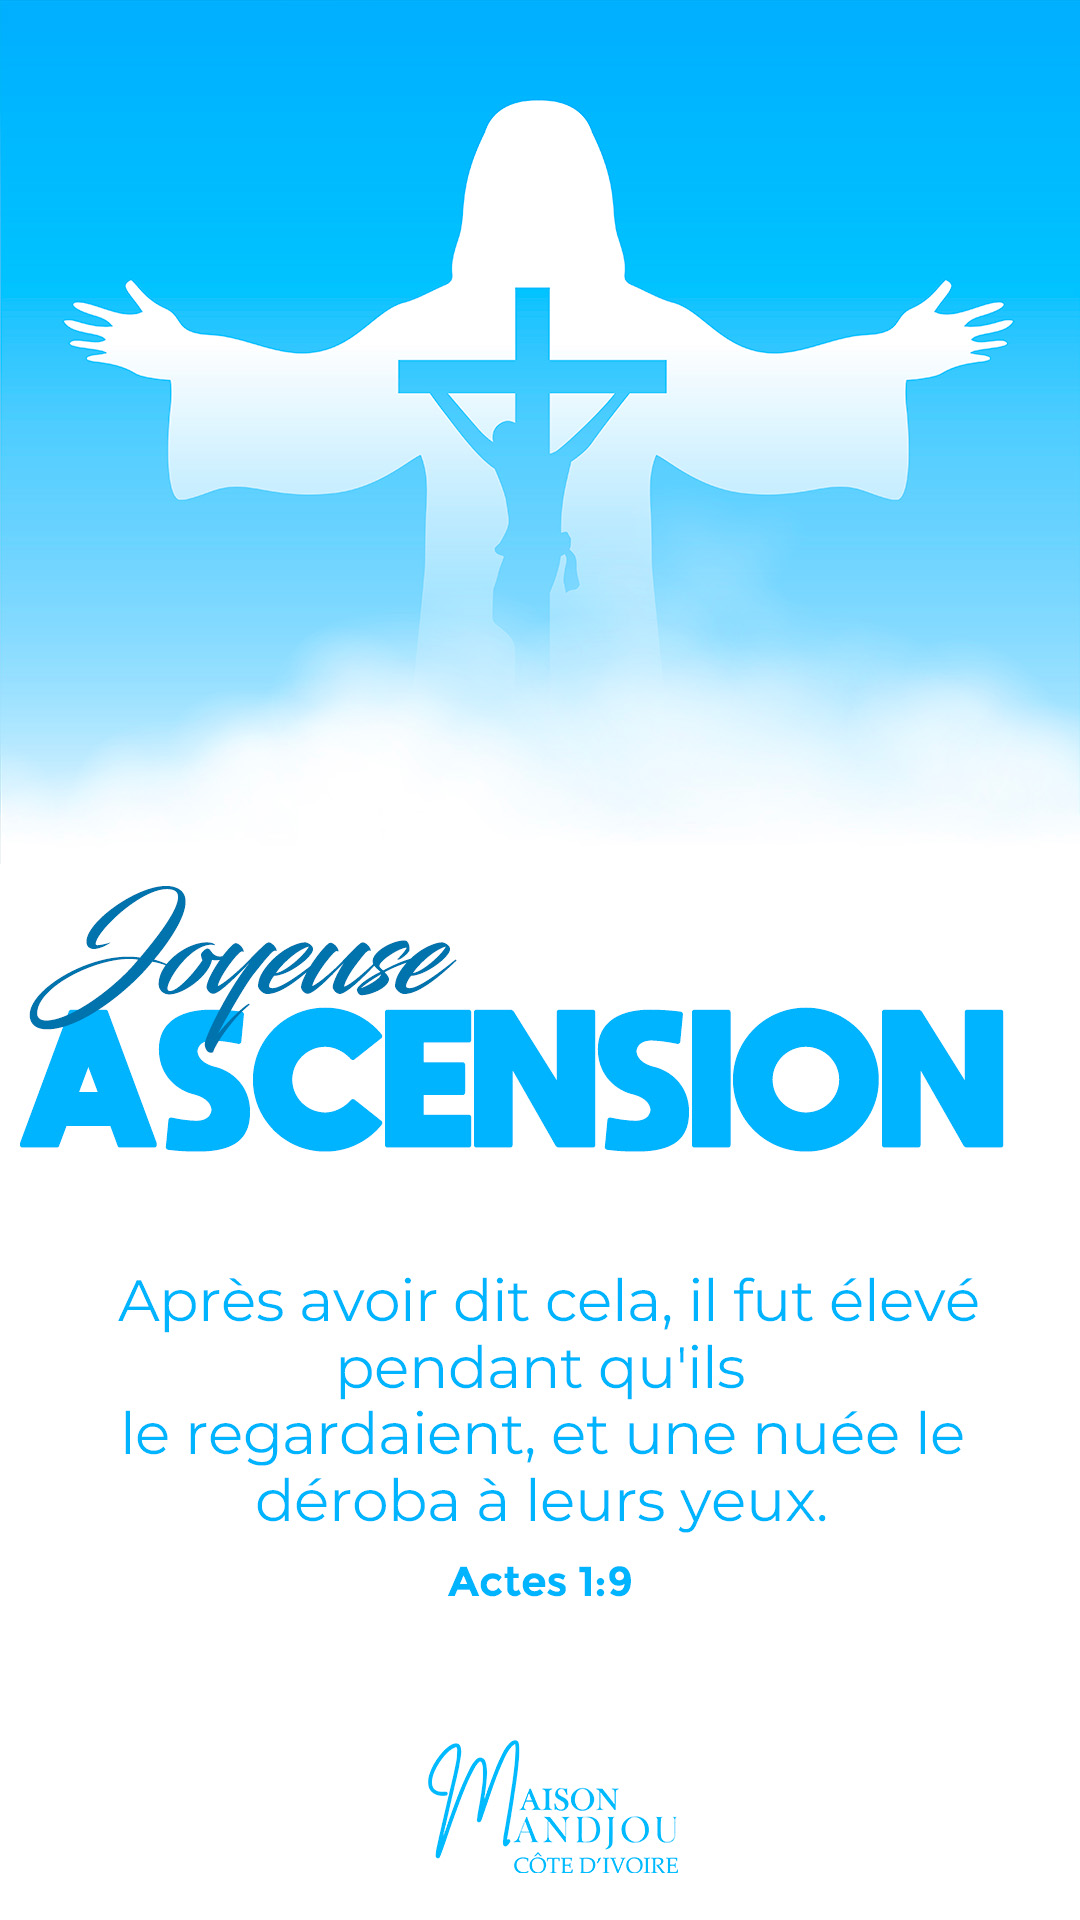 Joyeuse
ASCENSION
Après avoir dit cela, il fut élevé
pendant qu'ils
le regardaient, et une nuée le
déroba à leurs yeux.
Actes 1:9
MAISON
MANDJOU
CÔTE D'IVOIRE